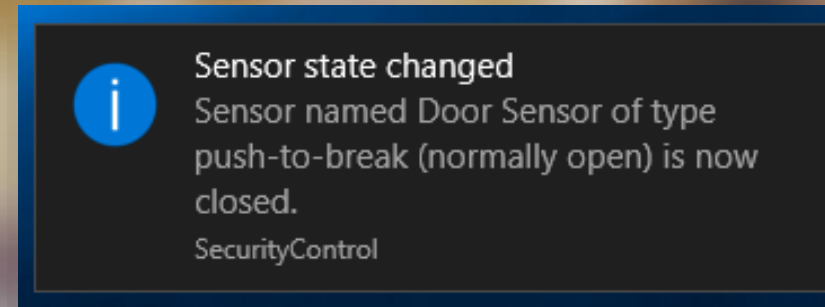 Sensor state changed
Sensor named Door Sensor of type
push-to-break (normally open) is now
closed.
SecurityControl